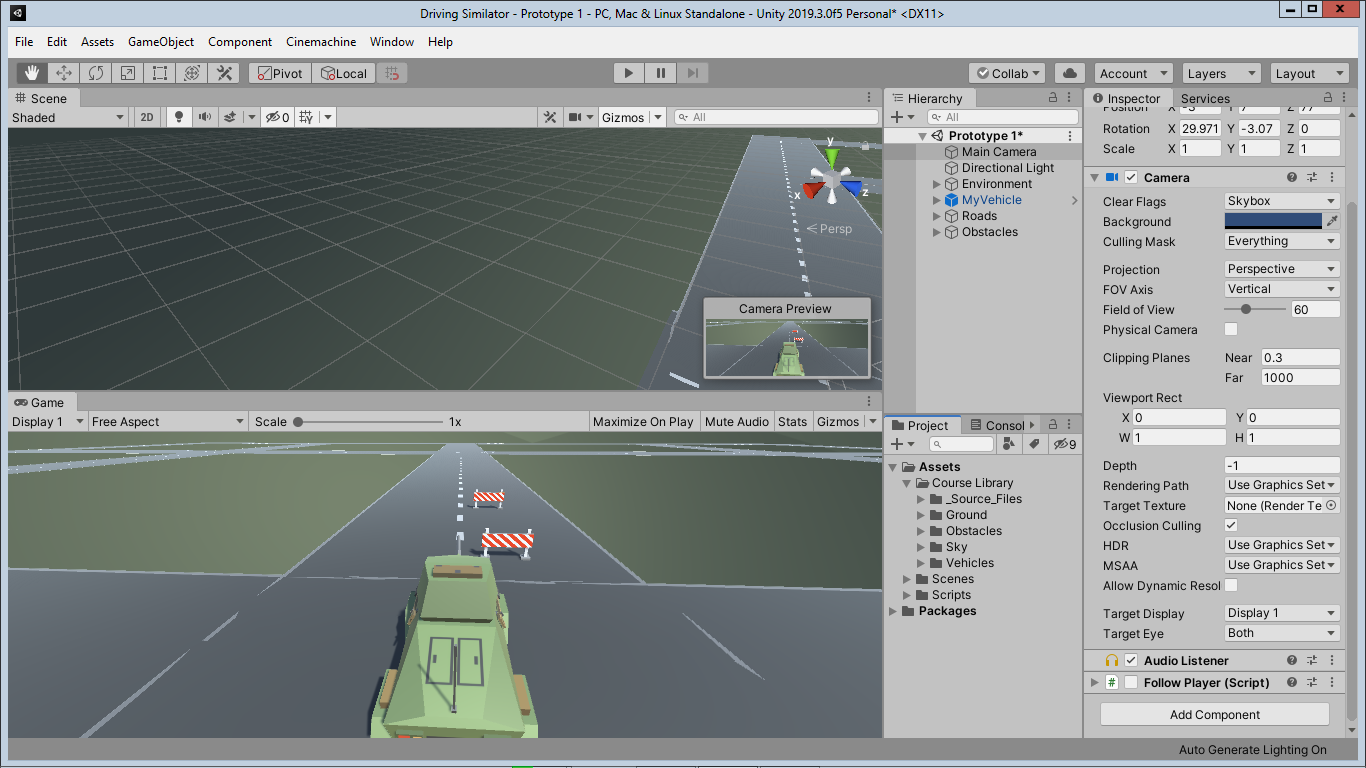 Driving Similator - Prototype 1 - PC, Mac & Linux Standalone - Unity 2019.3.0f5 Personal* <DX11>
File Edit Assets GameObject Component Cinemachine Window Help
Pivot Local Collab Account Layers Layout
Scene
Shaded 2D 0 Gizmos All
y
x
z
Persp
Camera Preview
Game
Display 1 Free Aspect Scale 1x Maximize On Play Mute Audio Stats Gizmos
Hierarchy
All
Prototype 1*
Main Camera
Directional Light
Environment
MyVehicle
Roads
Obstacles
Project Consol
9
Assets
Course Library
_Source_Files
Ground
Obstacles
Sky
Vehicles
Scenes
Scripts
Packages
Inspector Services
Position X -3 Y 7 Z 77
Rotation X 29.971 Y -3.07 Z 0
Scale X 1 Y 1 Z 1
Camera
Clear Flags Skybox
Background
Culling Mask Everything
Projection Perspective
FOV Axis Vertical
Field of View 60
Physical Camera
Clipping Planes Near 0.3
Far 1000
Viewport Rect
X 0 Y 0
W 1 H 1
Depth -1
Rendering Path Use Graphics Set
Target Texture None (Render Te
Occlusion Culling
HDR Use Graphics Set
MSAA Use Graphics Set
Allow Dynamic Resol
Target Display Display 1
Target Eye Both
Audio Listener
# Follow Player (Script)
Add Component
Auto Generate Lighting On